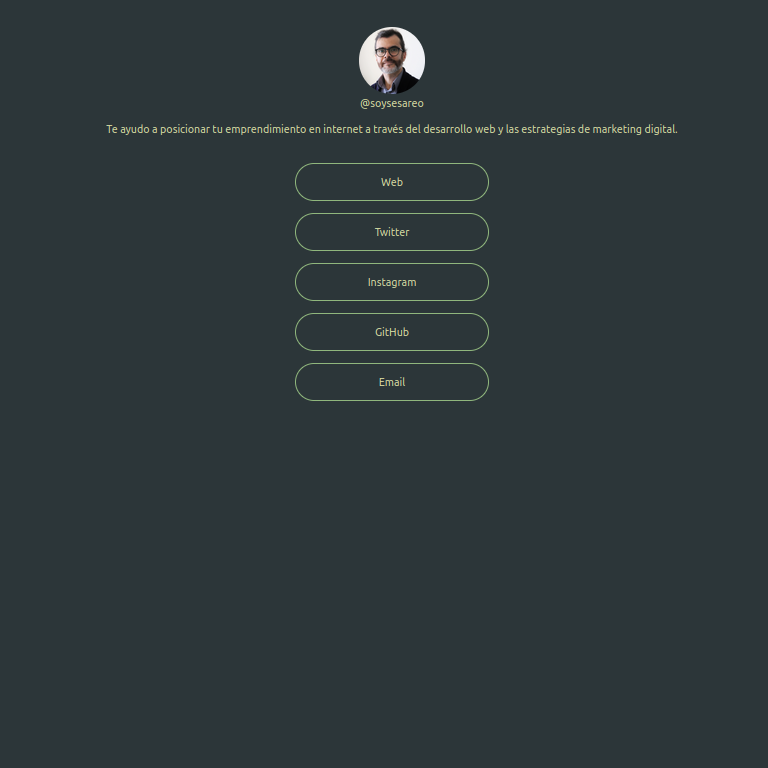 @soysesareo
Te ayudo a posicionar tu emprendimiento en internet a través del desarrollo web y las estrategias de marketing digital.
Web
Twitter
Instagram
GitHub
Email